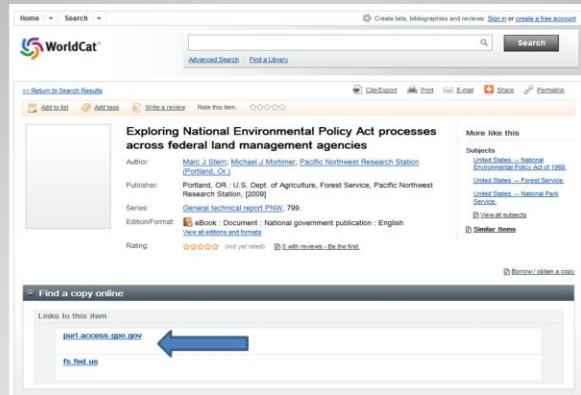 Home Search Create lists, bibliographies and reviews: Sign in or create a free account
WorldCat® Search
Advanced Search Find a Library
<< Return to Search Results Cite/Export Print E-mail Share Permalink
Add to list Add tags Write a review Rate this item:
Exploring National Environmental Policy Act processes
across federal land management agencies
Author: Marc J Stern; Michael J Mortimer; Pacific Northwest Research Station
(Portland, Or.)
Publisher: Portland, OR : U.S. Dept. of Agriculture, Forest Service, Pacific Northwest
Research Station, [2009]
Series: General technical report PNW, 799.
Edition/Format: eBook : Document : National government publication : English
View all editions and formats
Rating: (not yet rated) 0 with reviews - Be the first.
More like this
Subjects
United States. -- National
Environmental Policy Act of 1969.
United States. -- Forest Service.
United States. -- National Park
Service.
View all subjects
Similar Items
Borrow / obtain a copy
Find a copy online
Links to this item
purl.access.gpo.gov
fs.fed.us